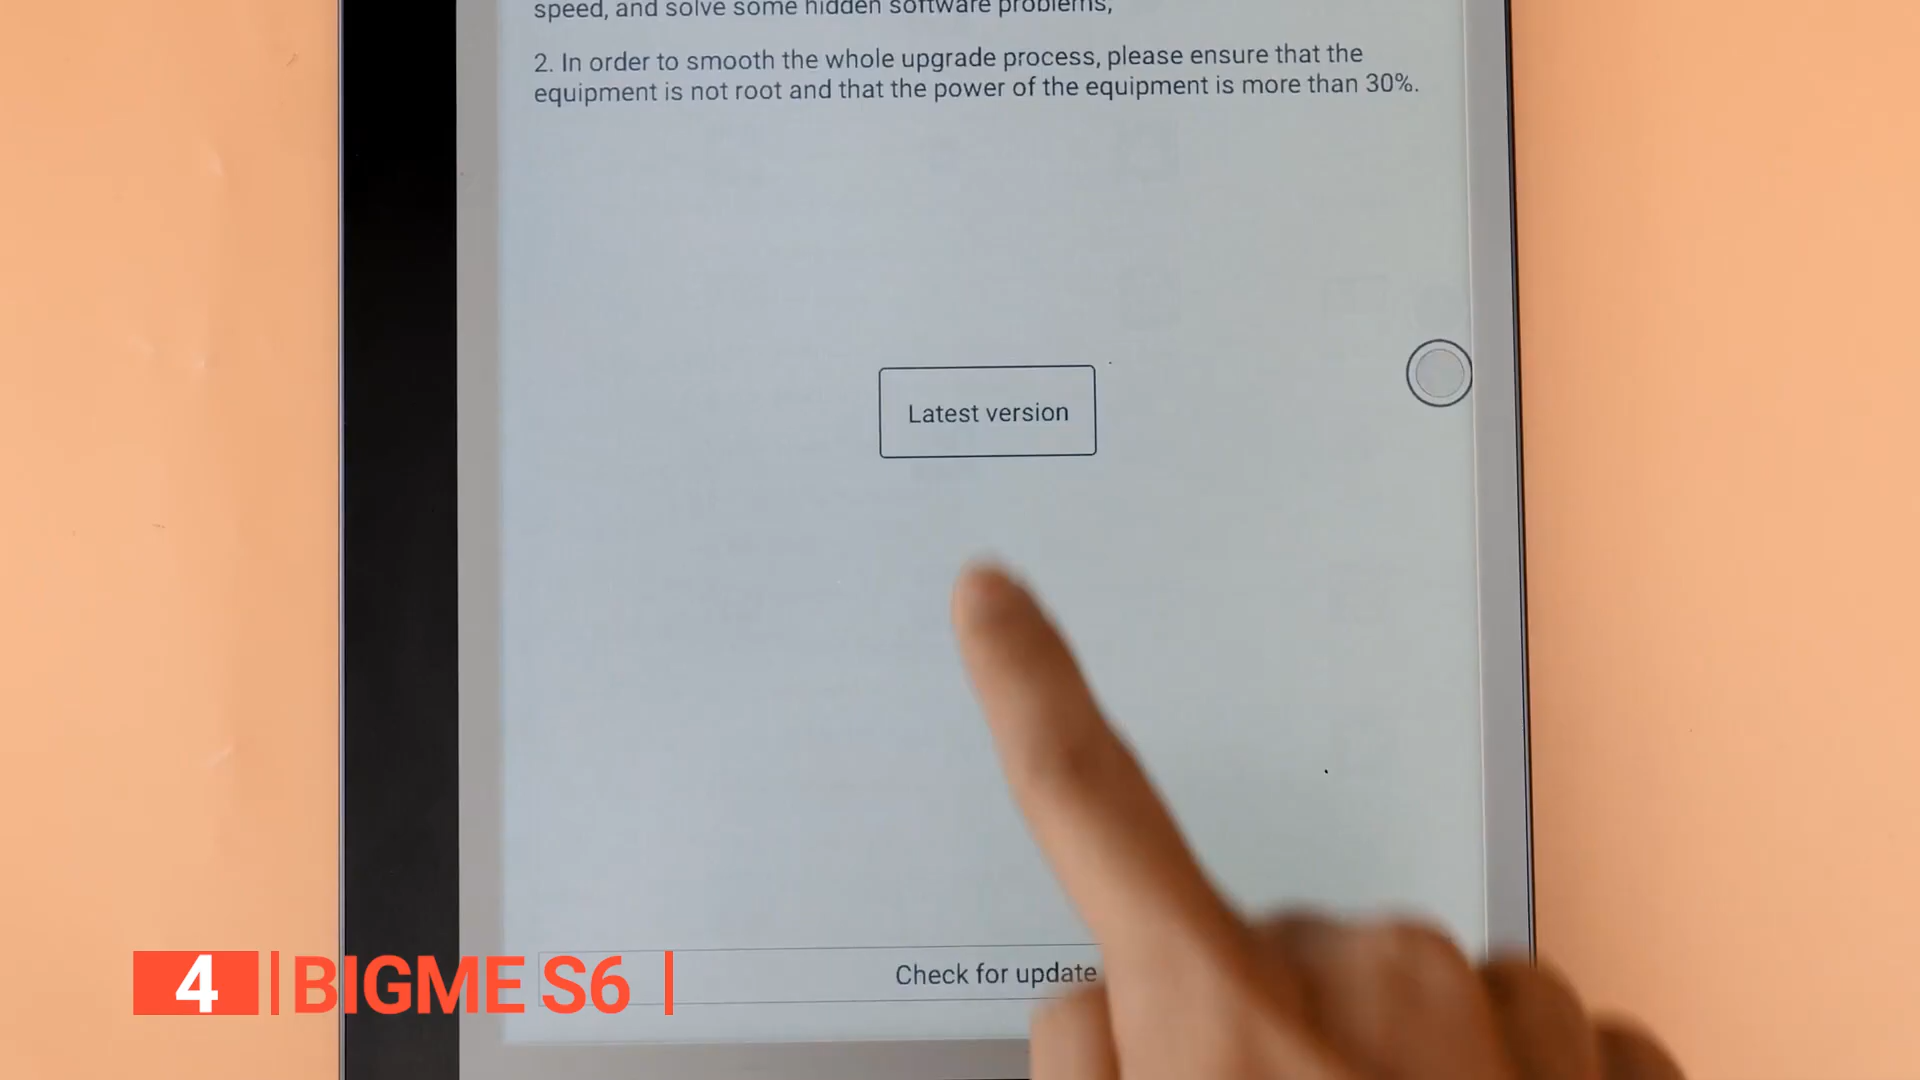 speed, and solve some hidden software problems;
2. In order to smooth the whole upgrade process, please ensure that the
equipment is not root and that the power of the equipment is more than 30%.
Latest version
Check for update
4 BIGME S6